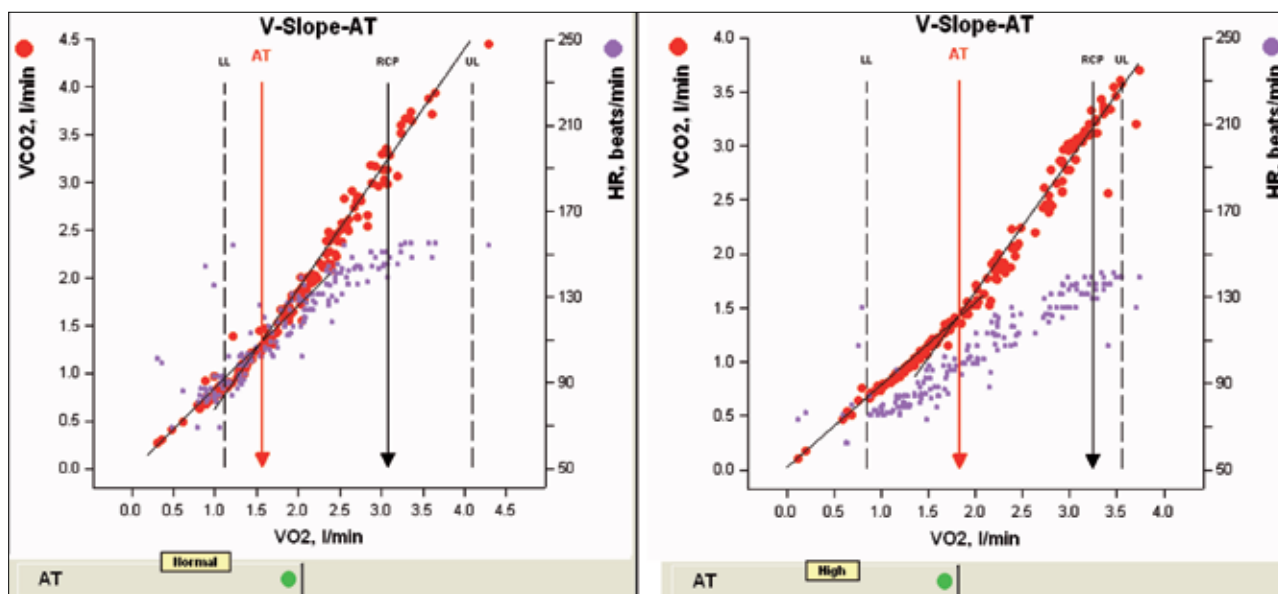 V-Slope-AT
4.5
4.0
3.5
3.0
2.5
2.0
1.5
1.0
0.5
0.0
VCO2, l/min
LL
AT
RCP
UL
250
210
170
130
90
50
HR, beats/min
0.0 0.5 1.0 1.5 2.0 2.5 3.0 3.5 4.0 4.5
VO2, l/min
Normal
AT
V-Slope-AT
4.0
3.5
3.0
2.5
2.0
1.5
1.0
0.5
0.0
VCO2, l/min
LL
AT
RCP
UL
250
210
170
130
90
50
HR, beats/min
0.0 0.5 1.0 1.5 2.0 2.5 3.0 3.5 4.0
VO2, l/min
High
AT